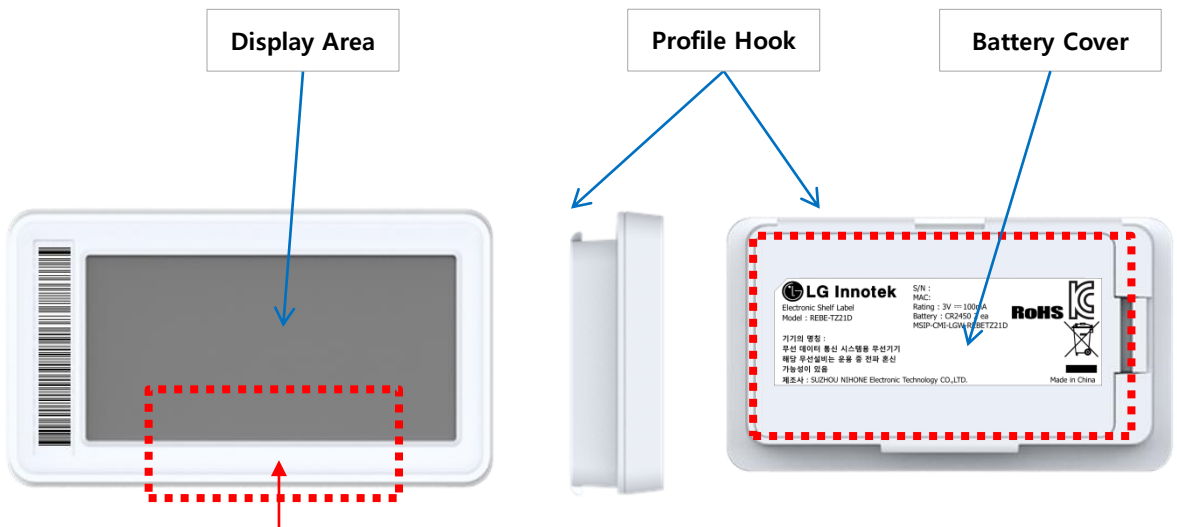 Display Area
Profile Hook
Battery Cover
LG Innotek
Electronic Shelf Label
Model : REBE-TZ21D
S/N :
MAC:
Rating : 3V 100mA
Battery : CR2450 ea
MSIP-CMI-LGW-REBETZ21D
RoHS
기기의 명칭 :
무선 데이터 통신 시스템용 무선기기
해당 무선설비는 운용 중 전파 혼신
가능성이 있음
제조사 : SUZHOU NIHONE Electronic Technology CO.,LTD.
Made in China